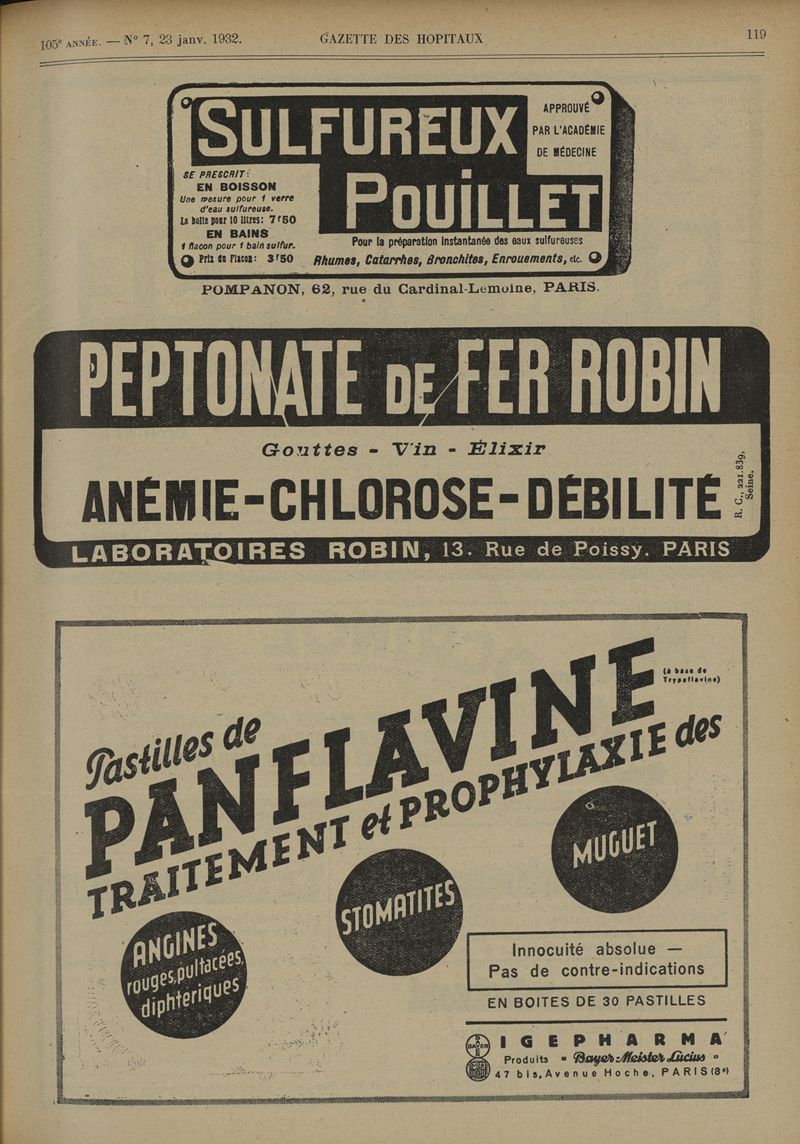 105e ANNÉE. — N° 7, 23 janv. 1932.
GAZETTE DES HOPITAUX
119
SULFUREUX
POUILLET
APPROUVÉ
PAR L'ACADÉMIE
DE MÉDECINE
SE PRESCRIT:
EN BOISSON
Une mesure pour 1 verre
d'eau sulfureuse.
La boîte pour 10 litres: 7f50
EN BAINS
1 flacon pour 1 bain sulfur.
Prix du Flacon: 3f50
Pour la préparation instantanée des eaux sulfureuses
Rhumes, Catarrhes, Bronchites, Enrouements, etc.
POMPANON, 62, rue du Cardinal-Lemoine, PARIS.
PEPTONATE DE FER ROBIN
Gouttes - Vin - Élixir
ANÉMIE-CHLOROSE-DÉBILITÉ
R. C., 221.839,
Seine.
LABORATOIRES ROBIN, 13. Rue de Poissy. PARIS
Pastilles de
PANFLAVINE
(à base de
Trypaflavine)
TRAITEMENT et PROPHYLAXIE des
ANGINES
rouges, pultacées,
diphteriques
STOMATITES
MUGUET
Innocuité absolue —
Pas de contre-indications
EN BOITES DE 30 PASTILLES
BAYER
IGEPHARMA
Produits " Bayer-Meister Lucius "
47 bis, Avenue Hoche, PARIS (8e)